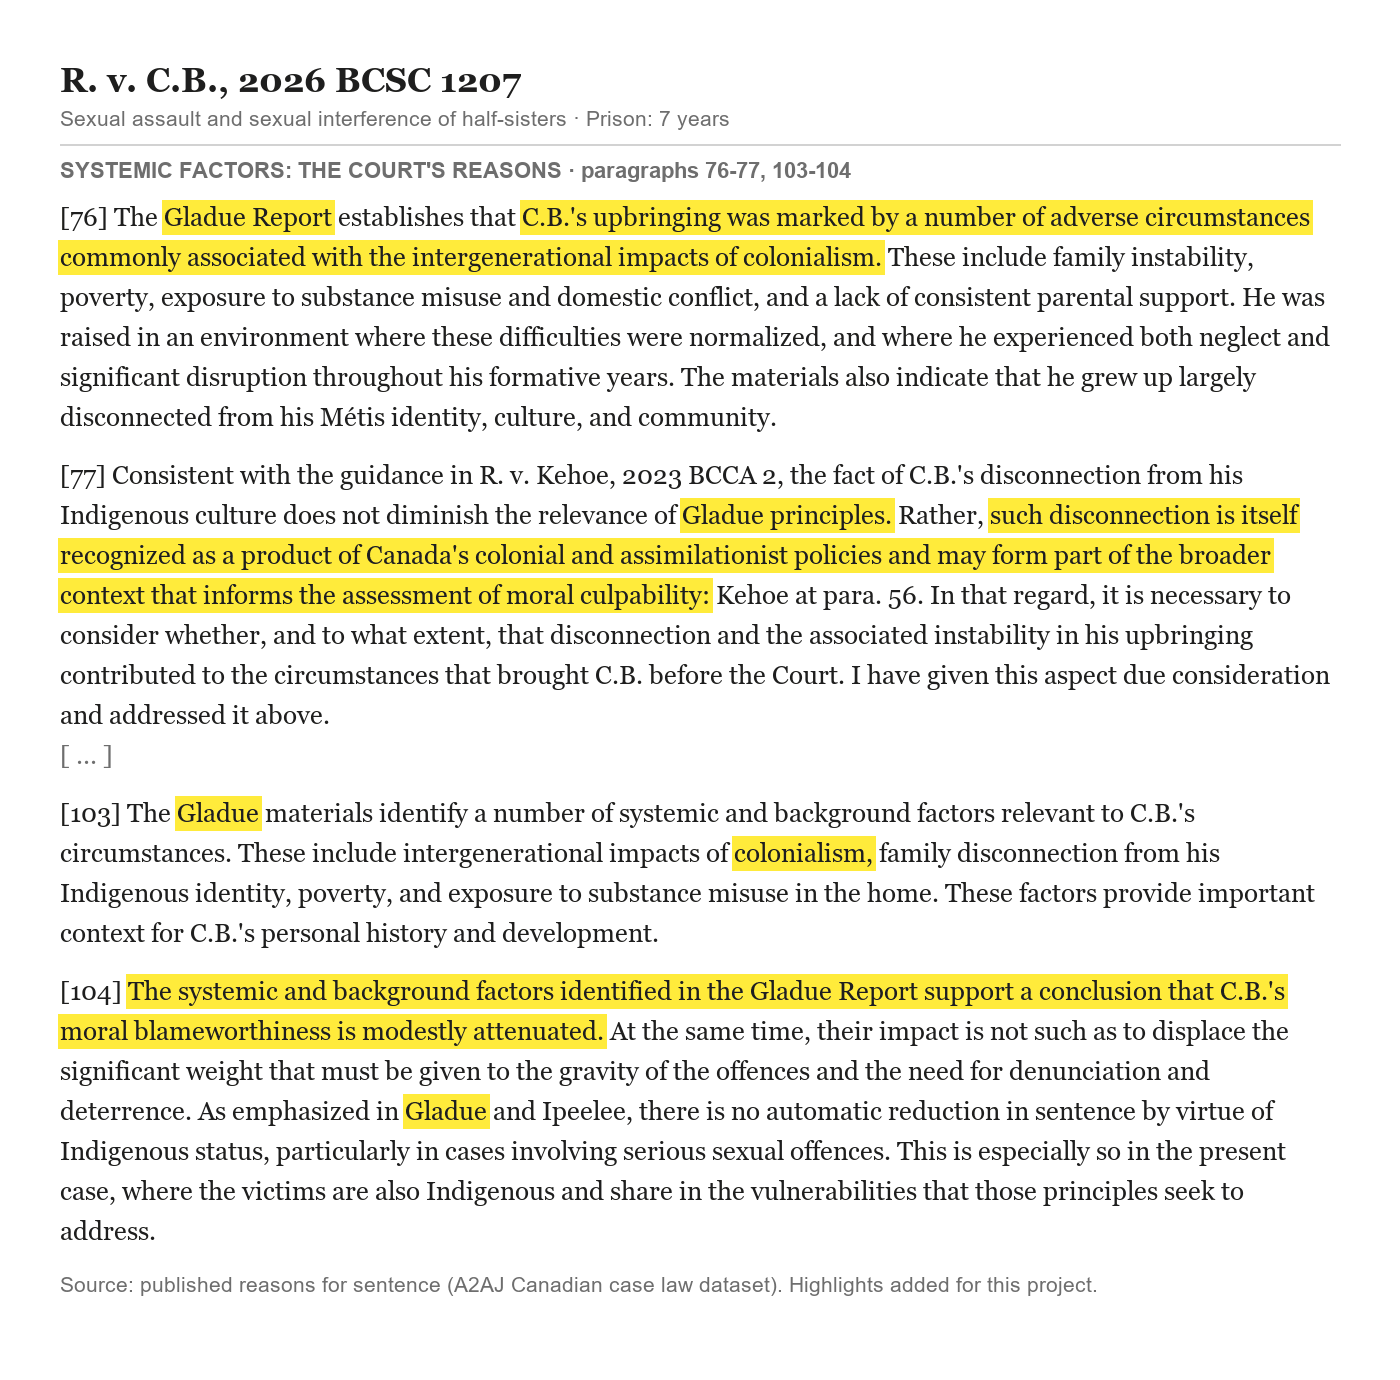 R. v. C.B., 2026 BCSC 1207
Sexual assault and sexual interference of half-sisters · Prison: 7 years
SYSTEMIC FACTORS: THE COURT'S REASONS · paragraphs 76-77, 103-104
[76] The Gladue Report establishes that C.B.'s upbringing was marked by a number of adverse circumstances
commonly associated with the intergenerational impacts of colonialism. These include family instability,
poverty, exposure to substance misuse and domestic conflict, and a lack of consistent parental support. He was
raised in an environment where these difficulties were normalized, and where he experienced both neglect and
significant disruption throughout his formative years. The materials also indicate that he grew up largely
disconnected from his Métis identity, culture, and community.
[77] Consistent with the guidance in R. v. Kehoe, 2023 BCCA 2, the fact of C.B.'s disconnection from his
Indigenous culture does not diminish the relevance of Gladue principles. Rather, such disconnection is itself
recognized as a product of Canada's colonial and assimilationist policies and may form part of the broader
context that informs the assessment of moral culpability: Kehoe at para. 56. In that regard, it is necessary to
consider whether, and to what extent, that disconnection and the associated instability in his upbringing
contributed to the circumstances that brought C.B. before the Court. I have given this aspect due consideration
and addressed it above.
[ ... ]
[103] The Gladue materials identify a number of systemic and background factors relevant to C.B.'s
circumstances. These include intergenerational impacts of colonialism, family disconnection from his
Indigenous identity, poverty, and exposure to substance misuse in the home. These factors provide important
context for C.B.'s personal history and development.
[104] The systemic and background factors identified in the Gladue Report support a conclusion that C.B.'s
moral blameworthiness is modestly attenuated. At the same time, their impact is not such as to displace the
significant weight that must be given to the gravity of the offences and the need for denunciation and
deterrence. As emphasized in Gladue and Ipeelee, there is no automatic reduction in sentence by virtue of
Indigenous status, particularly in cases involving serious sexual offences. This is especially so in the present
case, where the victims are also Indigenous and share in the vulnerabilities that those principles seek to
address.
Source: published reasons for sentence (A2AJ Canadian case law dataset). Highlights added for this project.